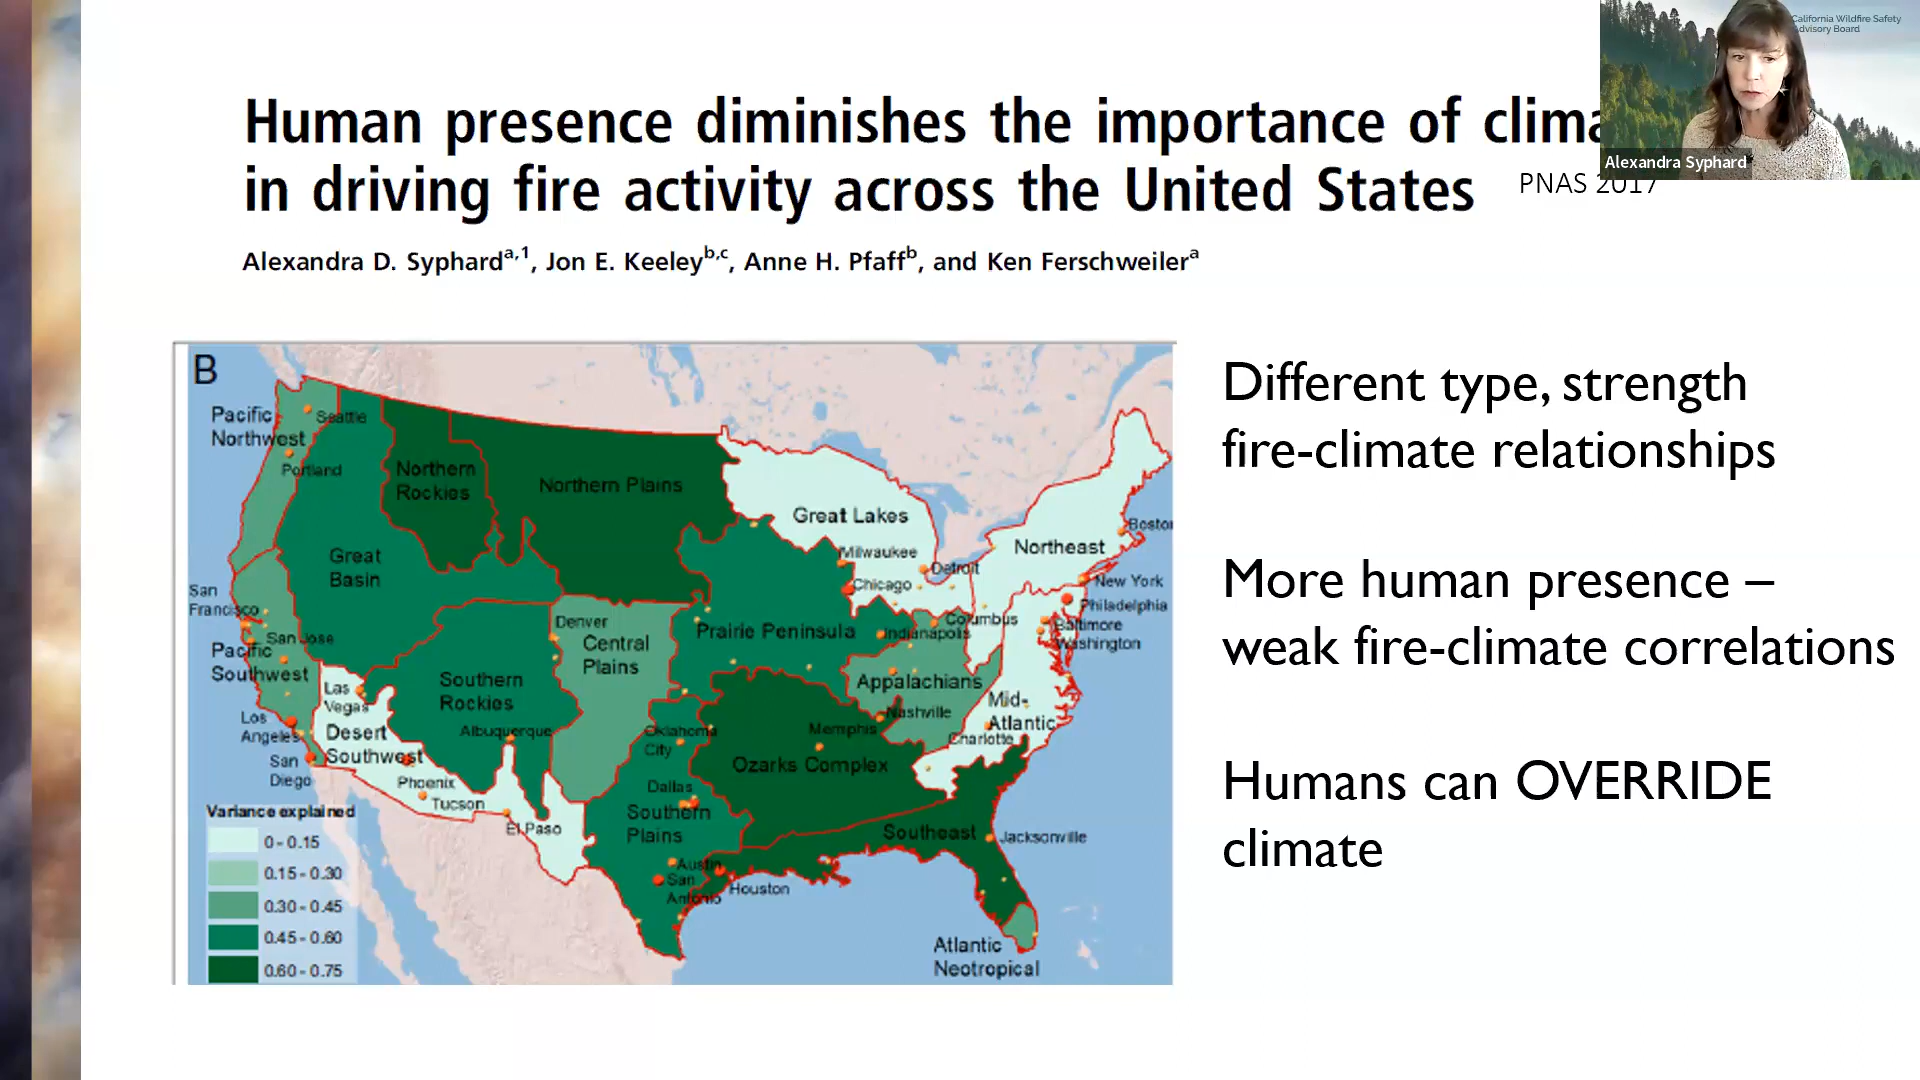 California Wildfire Safety
Advisory Board
Alexandra Syphard
Human presence diminishes the importance of clima
in driving fire activity across the United States
PNAS 2017
Alexandra D. Syphard a,1, Jon E. Keeley b,c, Anne H. Pfaff b, and Ken Ferschweiler a
B
Pacific
Northwest
Seattle
Portland
Northern
Rockies
Northern Plains
Great Lakes
Northeast
Boston
Great
Basin
Milwaukee
Detroit
Chicago
New York
Philadelphia
San
Francisco
San Jose
Denver
Central
Plains
Prairie Peninsula
Indianapolis
Columbus
Baltimore
Washington
Pacific
Southwest
Southern
Rockies
Appalachians
Las
Vegas
Mid-
Atlantic
Los
Angeles
Desert
Southwest
Albuquerque
Oklahoma
City
Memphis
Nashville
Charlotte
San
Diego
Phoenix
Tucson
El Paso
Ozarks Complex
Dallas
Southern
Plains
Southeast
Jacksonville
Austin
San
Antonio
Houston
Atlantic
Neotropical
Variance explained
0 - 0.15
0.15 - 0.30
0.30 - 0.45
0.45 - 0.60
0.60 - 0.75
Different type, strength
fire-climate relationships
More human presence –
weak fire-climate correlations
Humans can OVERRIDE
climate